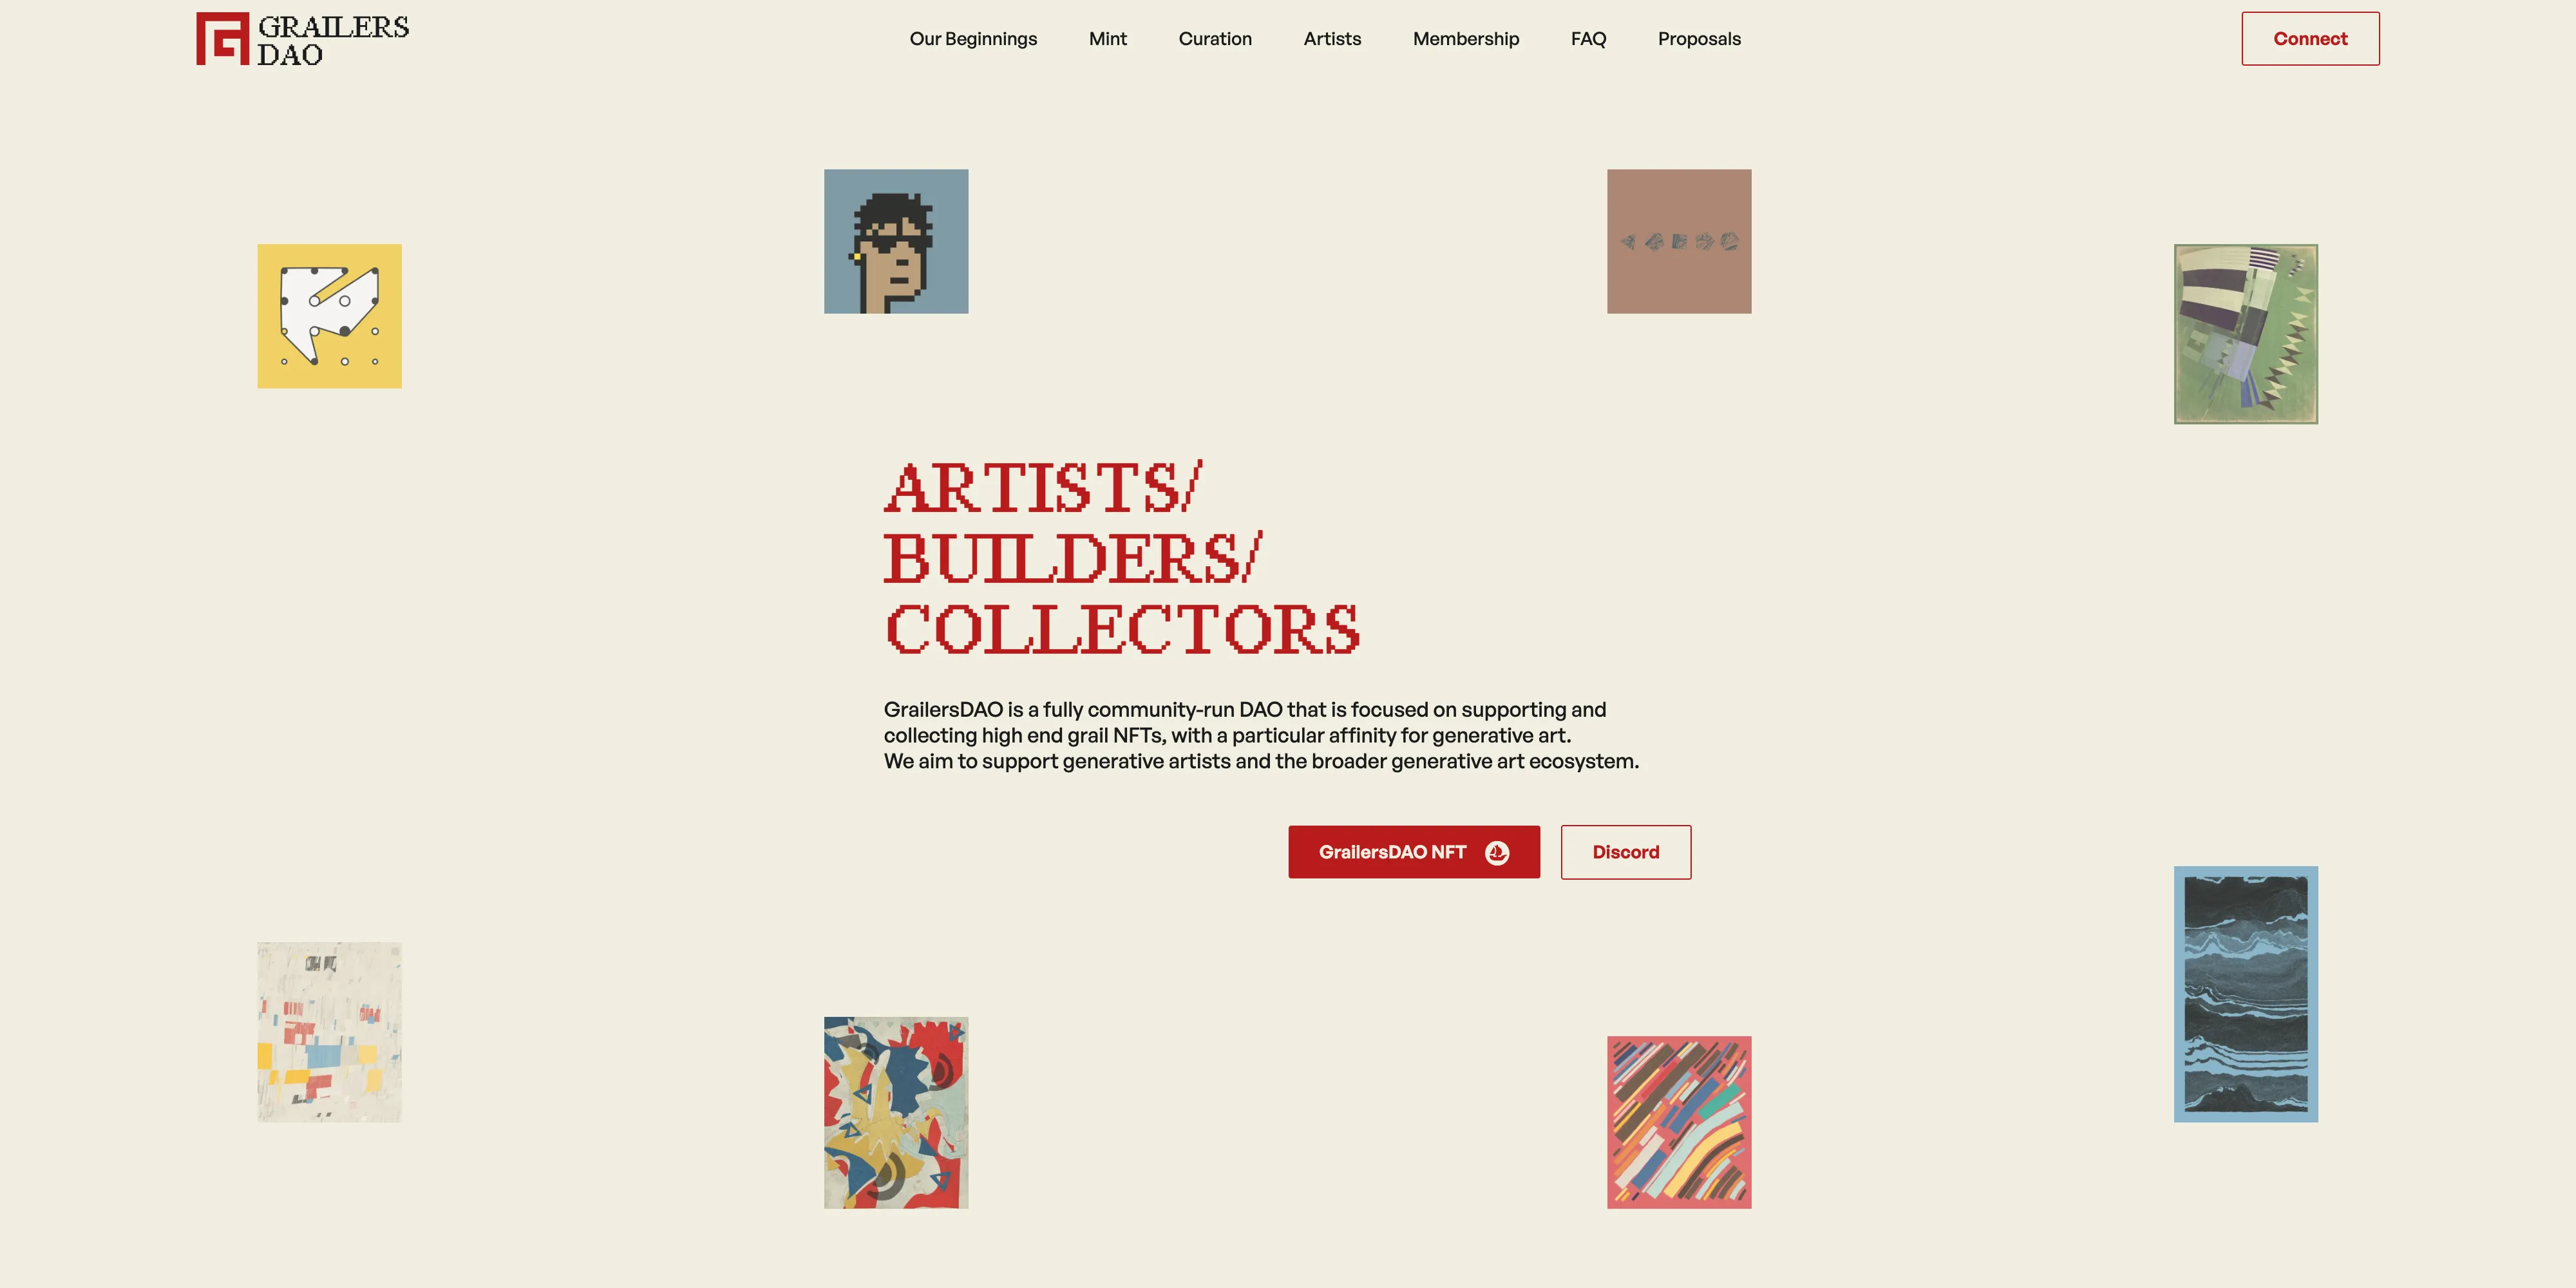 GRAILERS
DAO
Our Beginnings
Mint
Curation
Artists
Membership
FAQ
Proposals
Connect
ARTISTS/
BUILDERS/
COLLECTORS
GrailersDAO is a fully community-run DAO that is focused on supporting and
collecting high end grail NFTs, with a particular affinity for generative art.
We aim to support generative artists and the broader generative art ecosystem.
GrailersDAO NFT
Discord